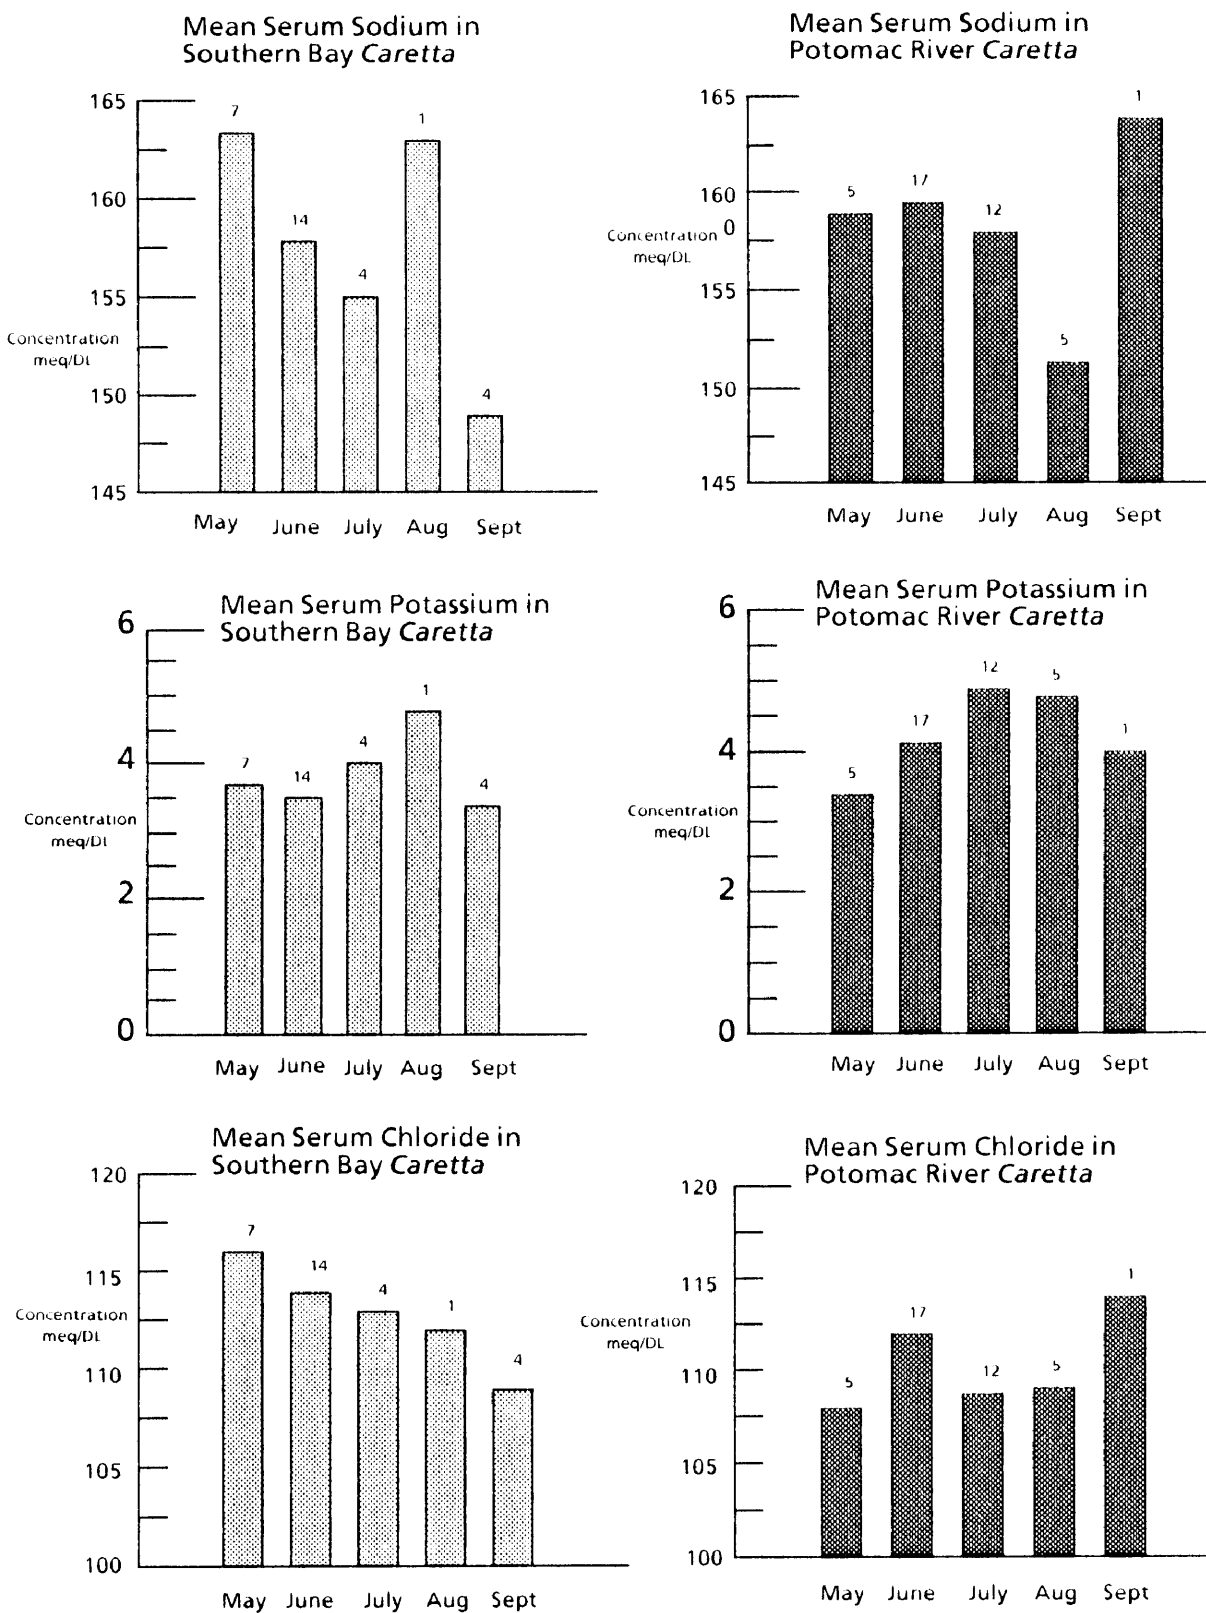 Mean Serum Sodium in
Southern Bay Caretta
165
7
1
160
14
4
155
Concentration
meq/DL
150
4
145
May June July Aug Sept
Mean Serum Sodium in
Potomac River Caretta
165
1
160
5
17
12
0
Concentration
meq/DL
155
5
150
145
May June July Aug Sept
Mean Serum Potassium in
Southern Bay Caretta
6
1
4
4
7
14
4
Concentration
meq/DL
2
0
May June July Aug Sept
Mean Serum Potassium in
Potomac River Caretta
6
12
5
17
1
4
5
Concentration
meq/DL
2
0
May June July Aug Sept
Mean Serum Chloride in
Southern Bay Caretta
120
7
14
115
4
1
Concentration
meq/DL
4
110
105
100
May June July Aug Sept
Mean Serum Chloride in
Potomac River Caretta
120
115
1
17
Concentration
meq/DL
110
5
12
5
105
100
May June July Aug Sept